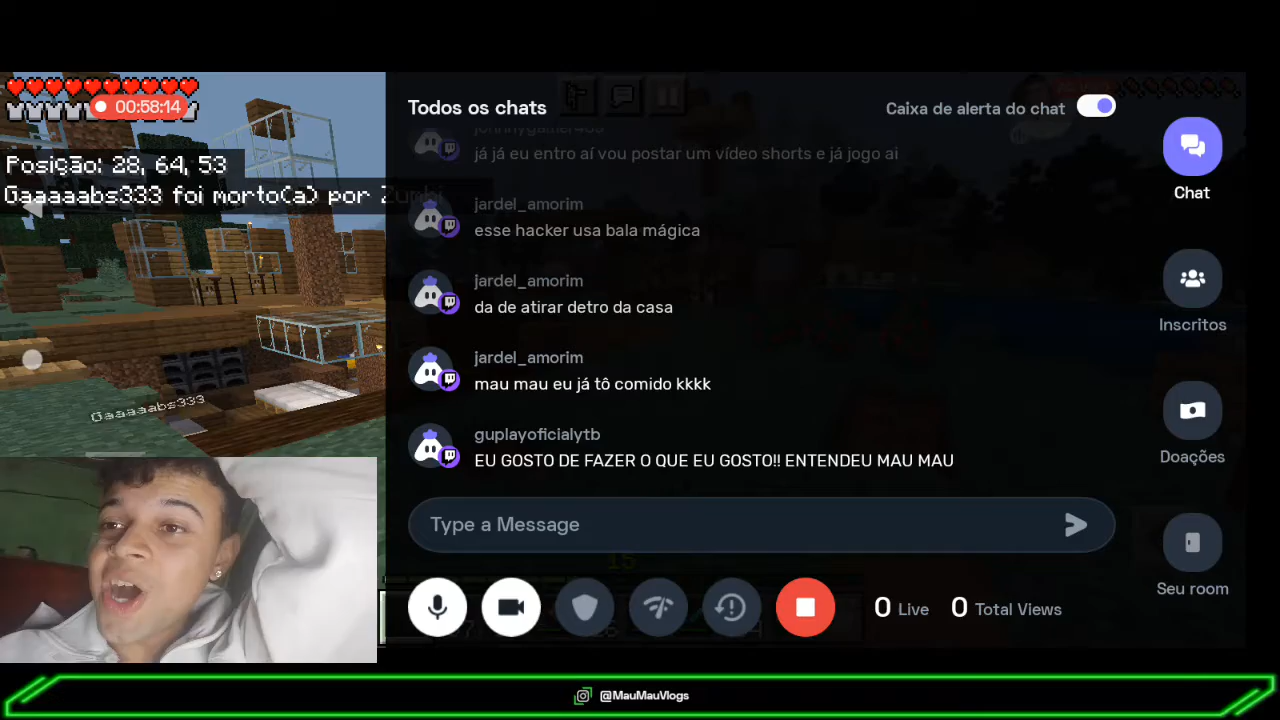 00:58:14
Posição: 28, 64, 53
Gaaaaabs333 foi morto(a) por Zumbi
Gaaaaabs333
Todos os chats
Caixa de alerta do chat
johnnygamer469
já já eu entro aí vou postar um vídeo shorts e já jogo ai
jardel_amorim
esse hacker usa bala mágica
jardel_amorim
da de atirar detro da casa
jardel_amorim
mau mau eu já tô comido kkkk
guplayoficialytb
EU GOSTO DE FAZER O QUE EU GOSTO!! ENTENDEU MAU MAU
Type a Message
15
0 Live 0 Total Views
Chat
Inscritos
Doações
Seu room
@MauMauVlogs